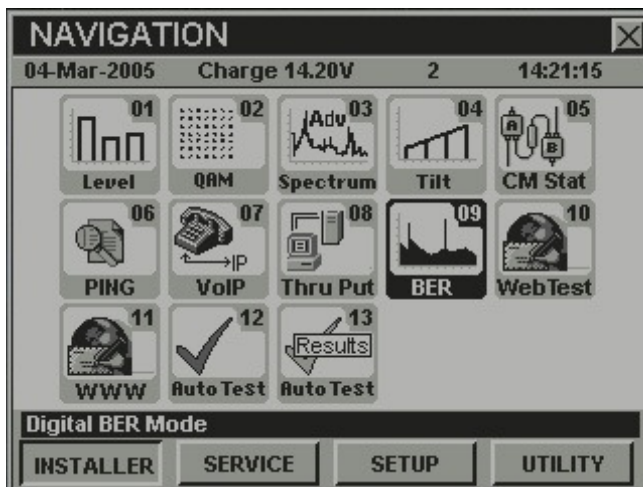 NAVIGATION
04-Mar-2005 Charge 14.20V 2 14:21:15
01 02 03 04 05
Adv
A
B
Level QAM Spectrum Tilt CM Stat
06 07 08 09 10
IP
PING VoIP Thru Put BER WebTest
11 12 13
Results
WWW Auto Test Auto Test
Digital BER Mode
INSTALLER SERVICE SETUP UTILITY